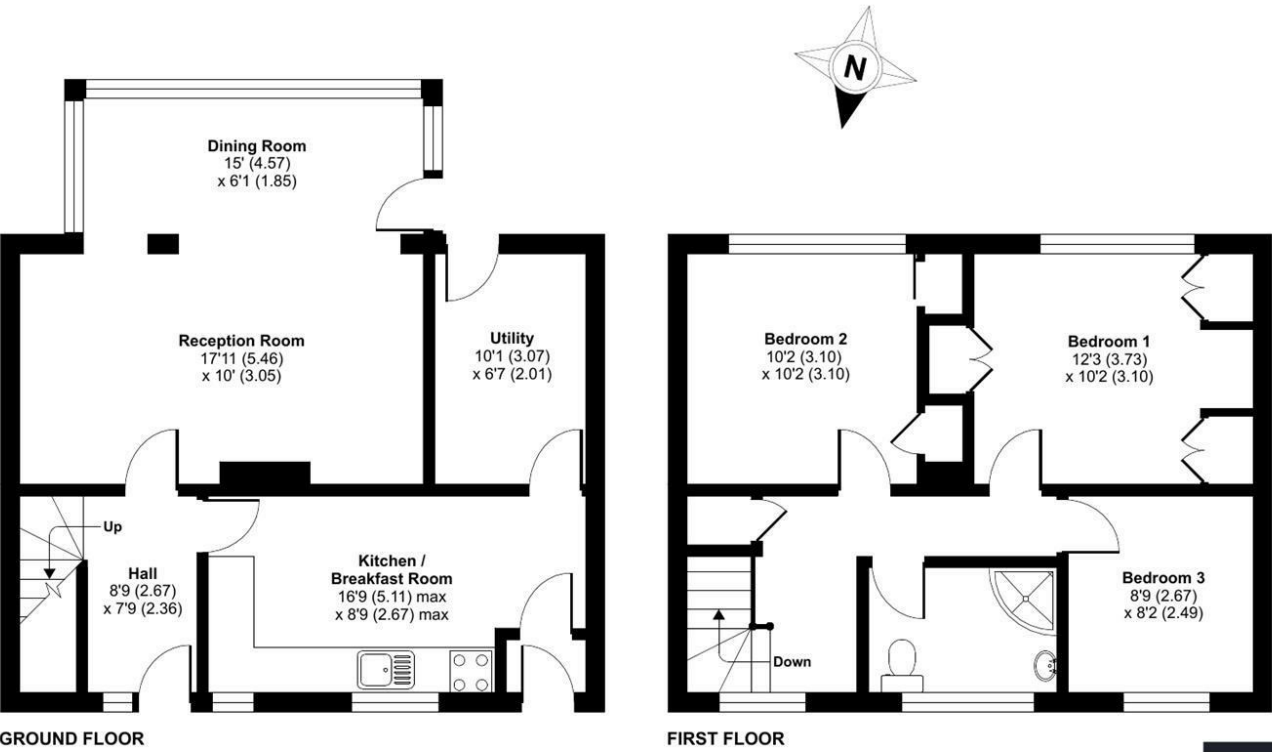 N
Dining Room
15' (4.57)
x 6'1 (1.85)
Reception Room
17'11 (5.46)
x 10' (3.05)
Utility
10'1 (3.07)
x 6'7 (2.01)
Up
Hall
8'9 (2.67)
x 7'9 (2.36)
Kitchen /
Breakfast Room
16'9 (5.11) max
x 8'9 (2.67) max
GROUND FLOOR
Bedroom 2
10'2 (3.10)
x 10'2 (3.10)
Bedroom 1
12'3 (3.73)
x 10'2 (3.10)
Bedroom 3
8'9 (2.67)
x 8'2 (2.49)
Down
FIRST FLOOR